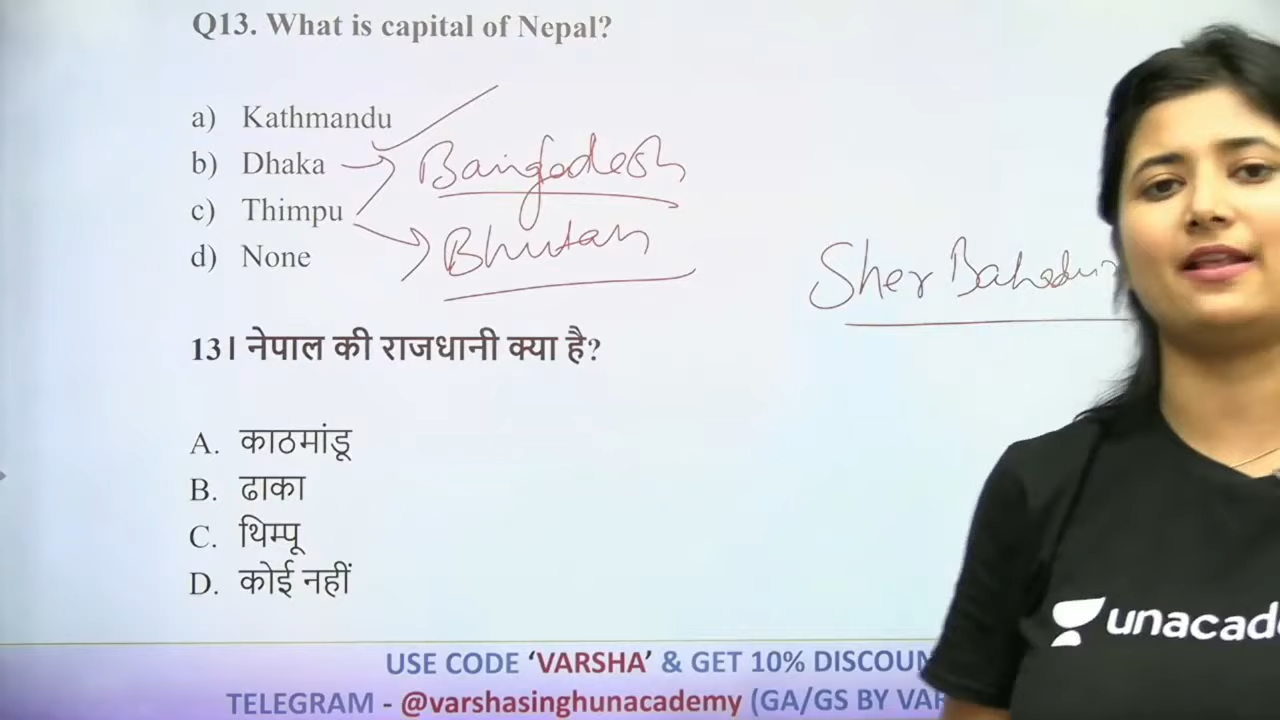 Q13. What is capital of Nepal?
a) Kathmandu
b) Dhaka
Bangladesh
c) Thimpu
Bhutan
d) None
Sher Bahadur
13। नेपाल की राजधानी क्या है?
A. काठमांडू
B. ढाका
C. थिम्पू
D. कोई नहीं
unacad
USE CODE ‘VARSHA’ & GET 10% DISCOUN
TELEGRAM - @varshasinghunacademy (GA/GS BY VAR